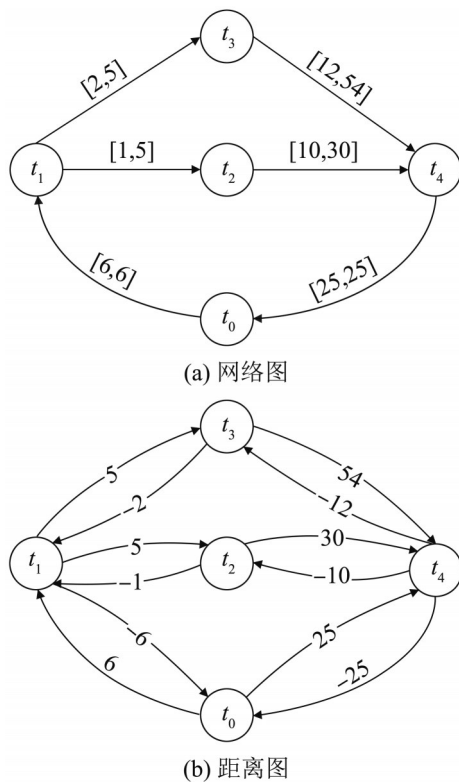 t₃
[2,5]
[12,54]
t₁
[1,5]
t₂
[10,30]
t₄
[6,6]
[25,25]
t₀
(a) 网络图
t₃
5
-2
54
-12
t₁
5
-1
t₂
30
-10
t₄
-6
6
25
-25
t₀
(b) 距离图